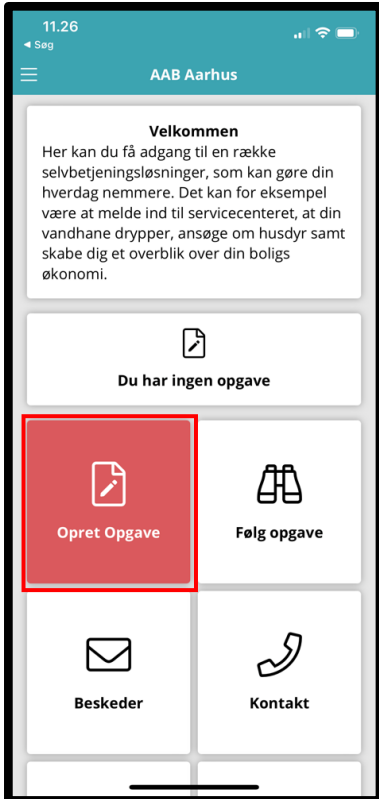 11.26
Søg
AAB Aarhus
Velkommen
Her kan du få adgang til en række
selvbetjeningsløsninger, som kan gøre din
hverdag nemmere. Det kan for eksempel
være at melde ind til servicecenteret, at din
vandhane drypper, ansøge om husdyr samt
skabe dig et overblik over din boligs
økonomi.
Du har ingen opgave
Opret Opgave
Følg opgave
Beskeder
Kontakt